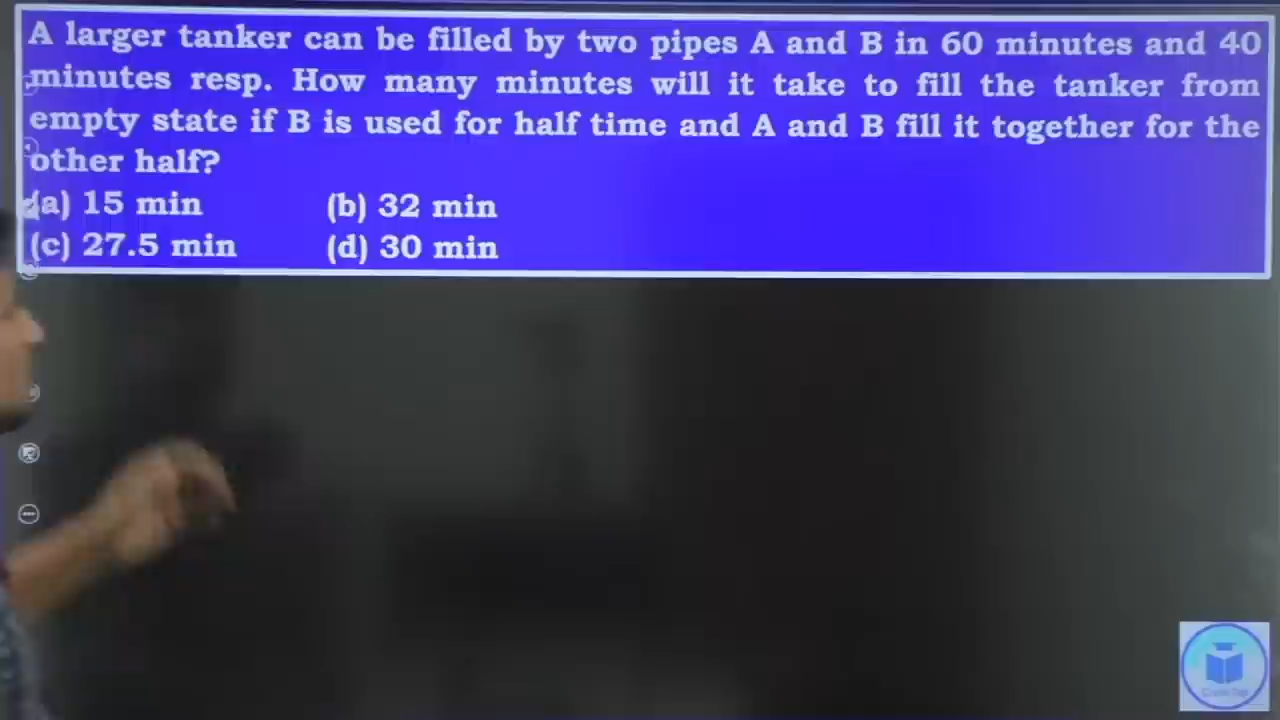 A larger tanker can be filled by two pipes A and B in 60 minutes and 40
minutes resp. How many minutes will it take to fill the tanker from
empty state if B is used for half time and A and B fill it together for the
other half?
(a) 15 min (b) 32 min
(c) 27.5 min (d) 30 min